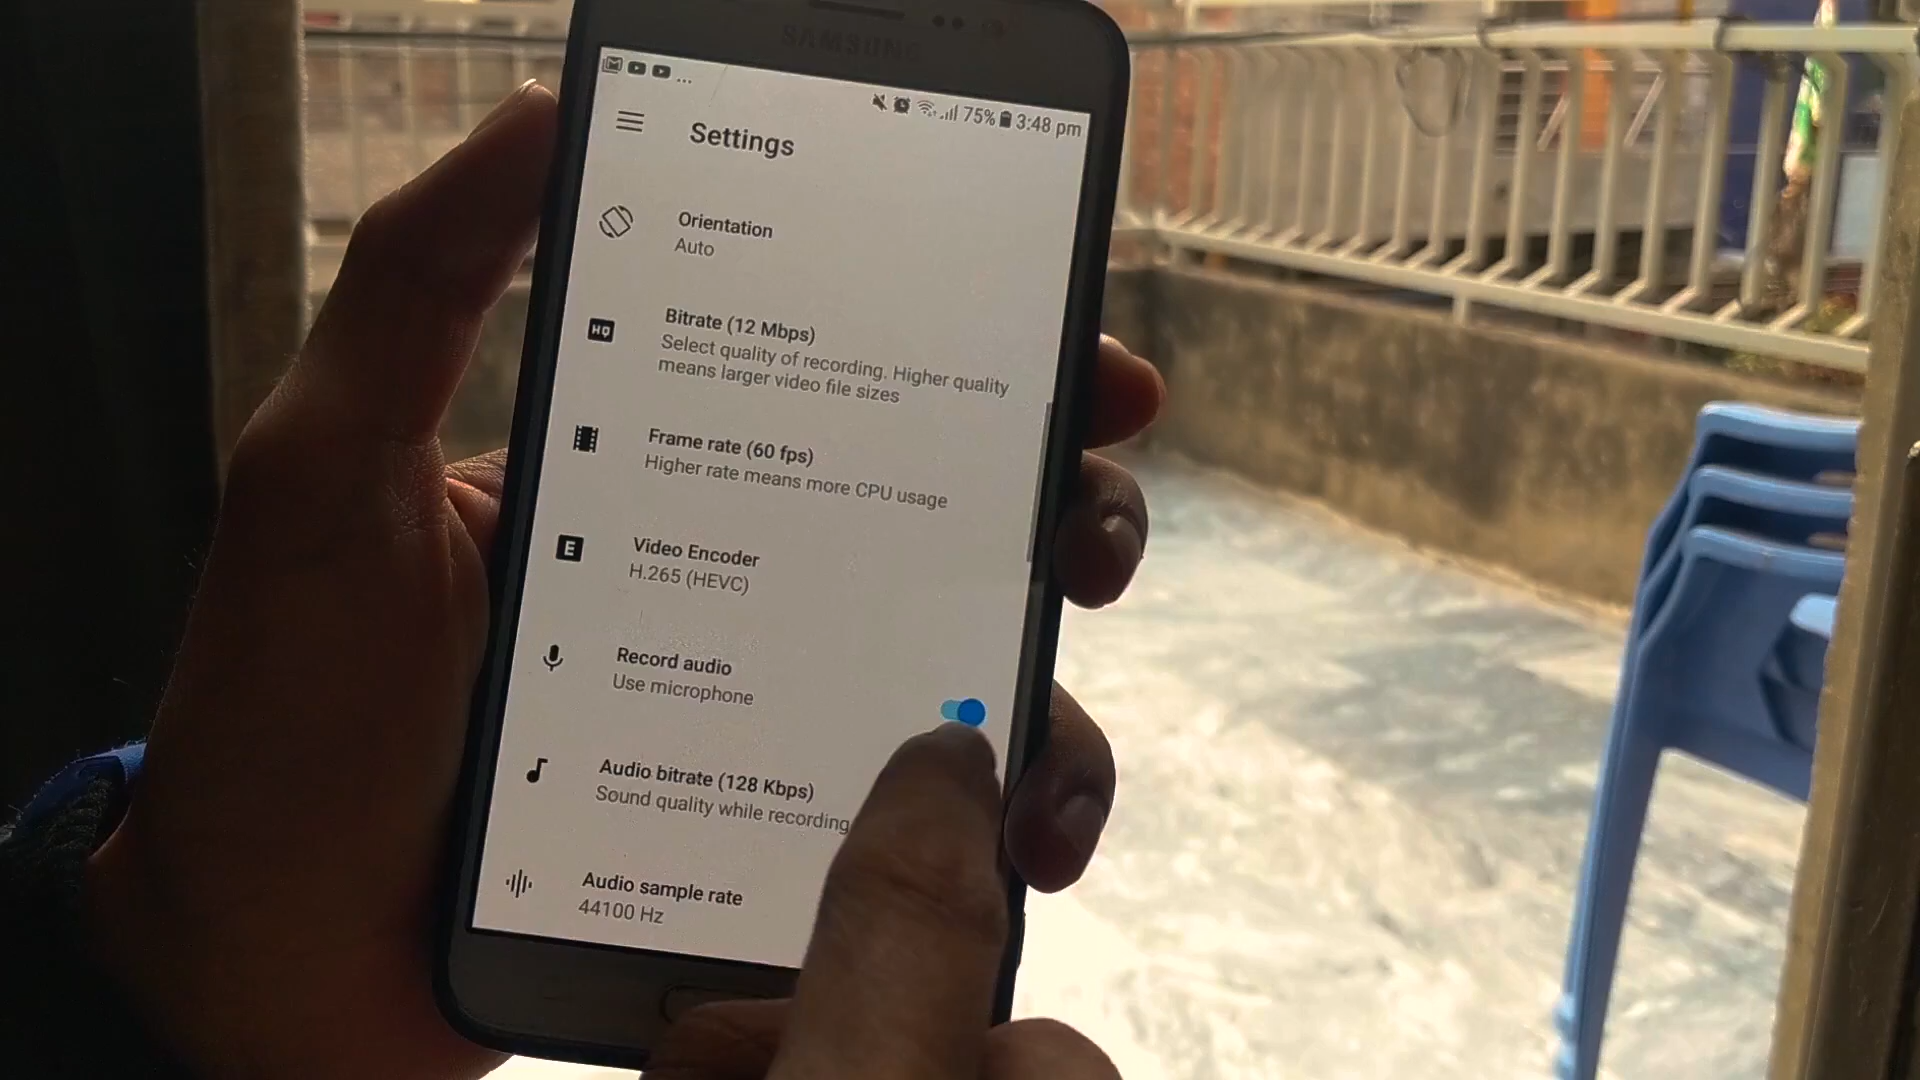 SAMSUNG
... 75% 3:48 pm
Settings
Orientation
Auto
HQ
Bitrate (12 Mbps)
Select quality of recording. Higher quality
means larger video file sizes
Frame rate (60 fps)
Higher rate means more CPU usage
E
Video Encoder
H.265 (HEVC)
Record audio
Use microphone
Audio bitrate (128 Kbps)
Sound quality while recording
Audio sample rate
44100 Hz